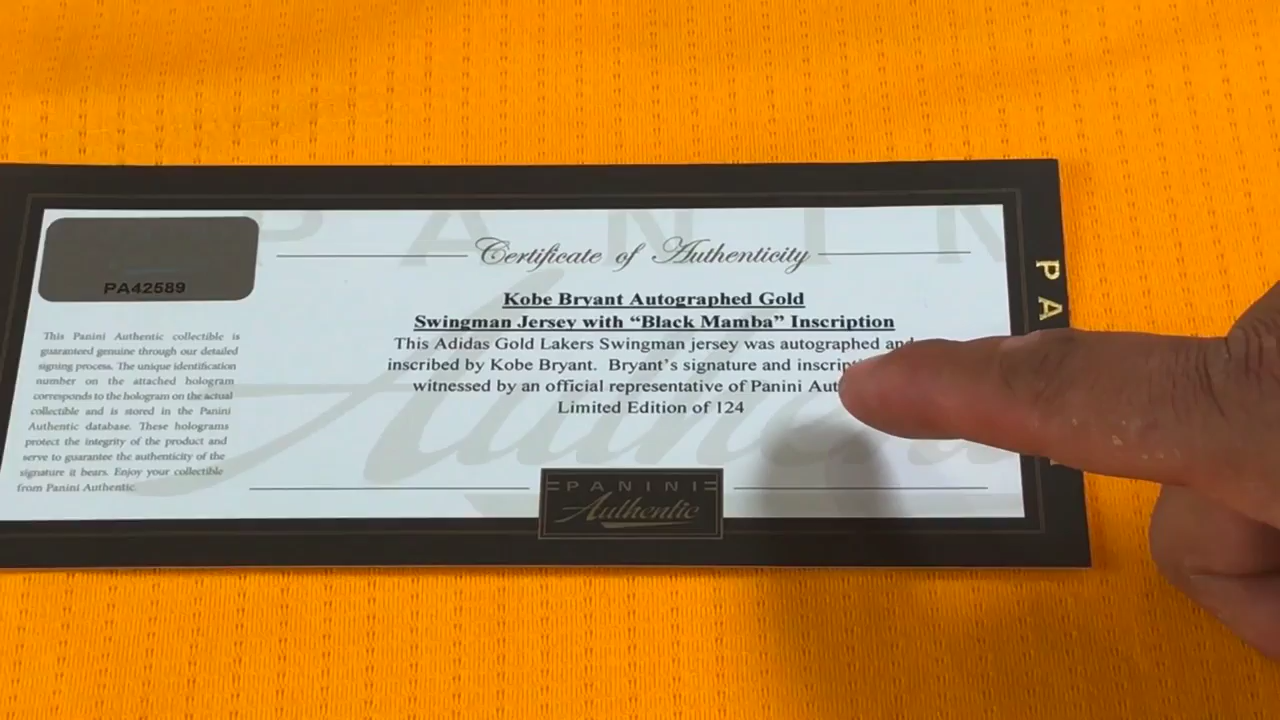 PA42589
This Panini Authentic collectible is
guaranteed genuine through our detailed
signing process. The unique identification
number on the attached hologram
corresponds to the hologram on the actual
collectible and is stored in the Panini
Authentic database. These holograms
protect the integrity of the product and
serve to guarantee the authenticity of the
signature it bears. Enjoy your collectible
from Panini Authentic.
Certificate of Authenticity
Kobe Bryant Autographed Gold
Swingman Jersey with “Black Mamba” Inscription
This Adidas Gold Lakers Swingman jersey was autographed and
inscribed by Kobe Bryant. Bryant’s signature and
witnessed by an official representative of Panini
Limited Edition of 124
PANINI
Authentic
PANIN
Authentic
PA